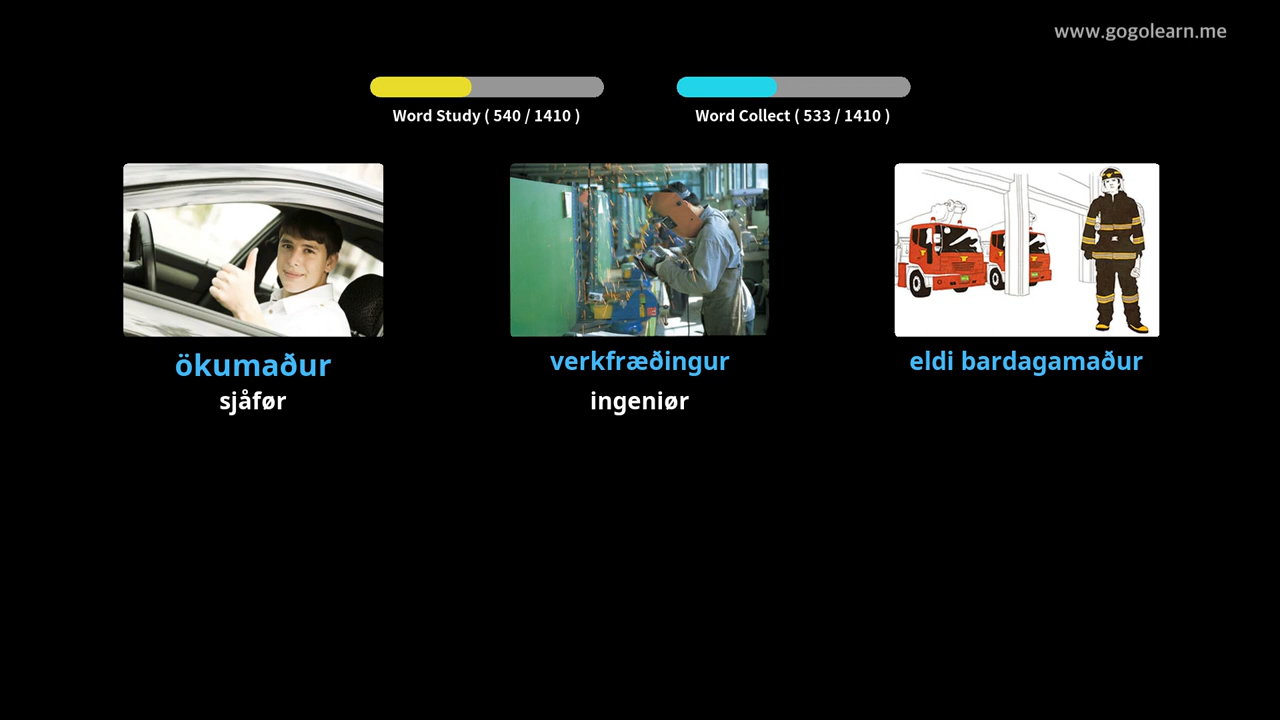 www.gogolearn.me
Word Study ( 540 / 1410 )
Word Collect ( 533 / 1410 )
ökumaður
verkfræðingur
eldi bardagamaður
sjåfør
ingeniør